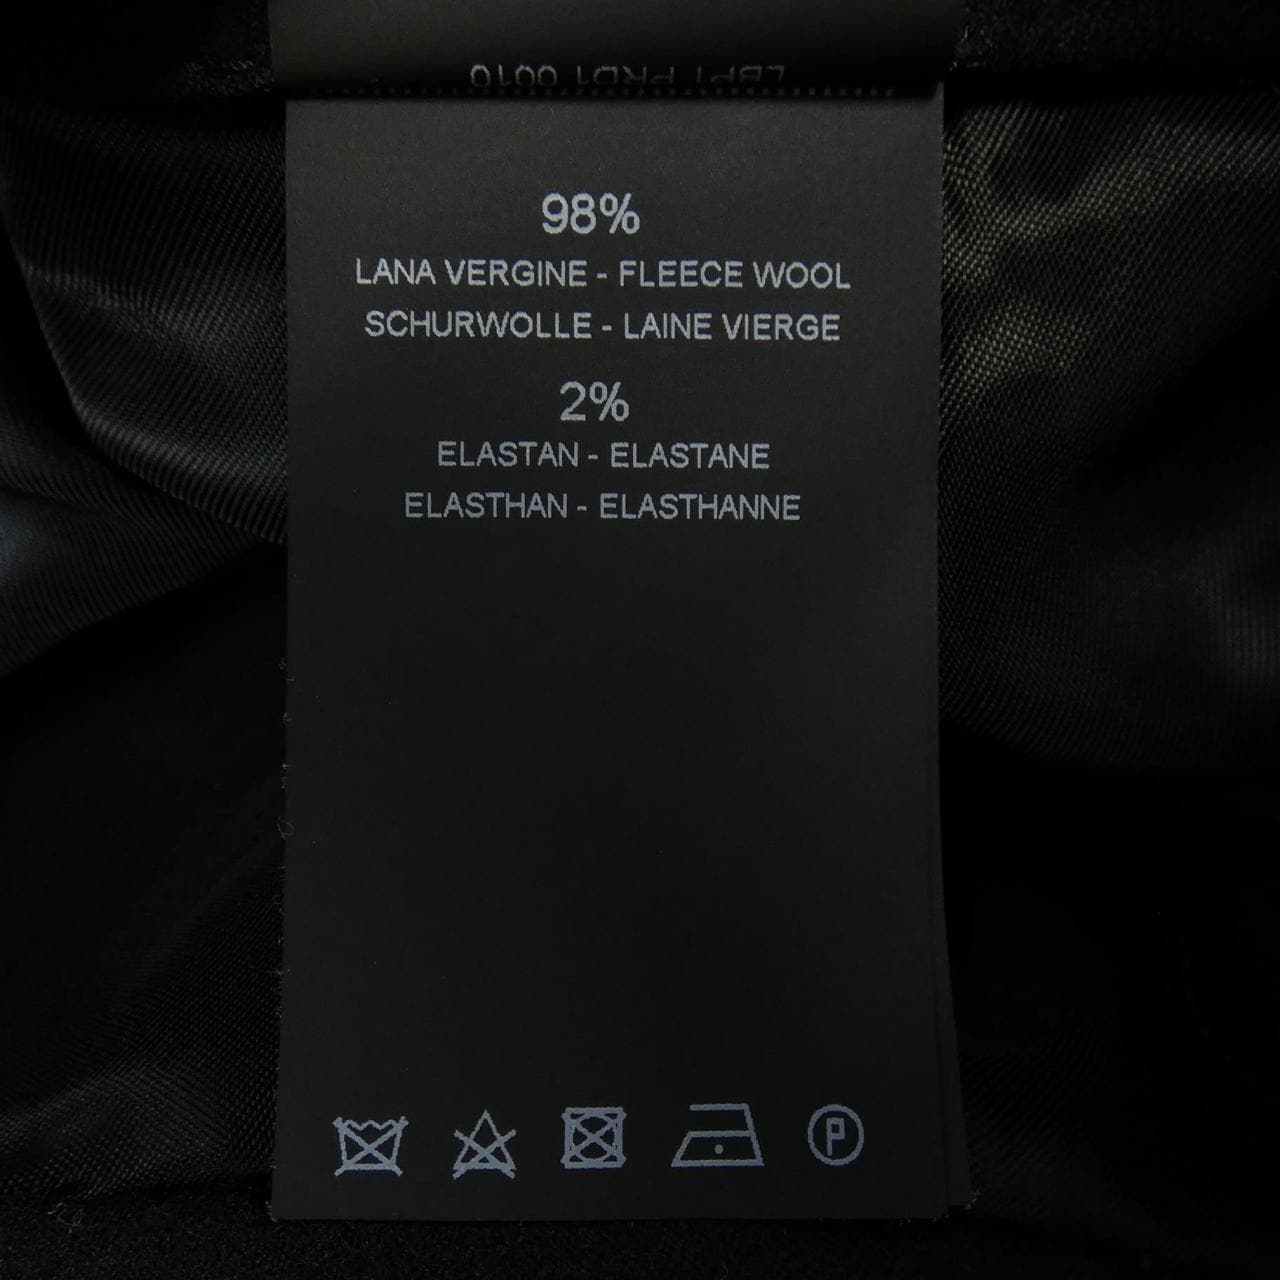 98%
LANA VERGINE - FLEECE WOOL
SCHURWOLLE - LAINE VIERGE
2%
ELASTAN - ELASTANE
ELASTHAN - ELASTHANNE
P